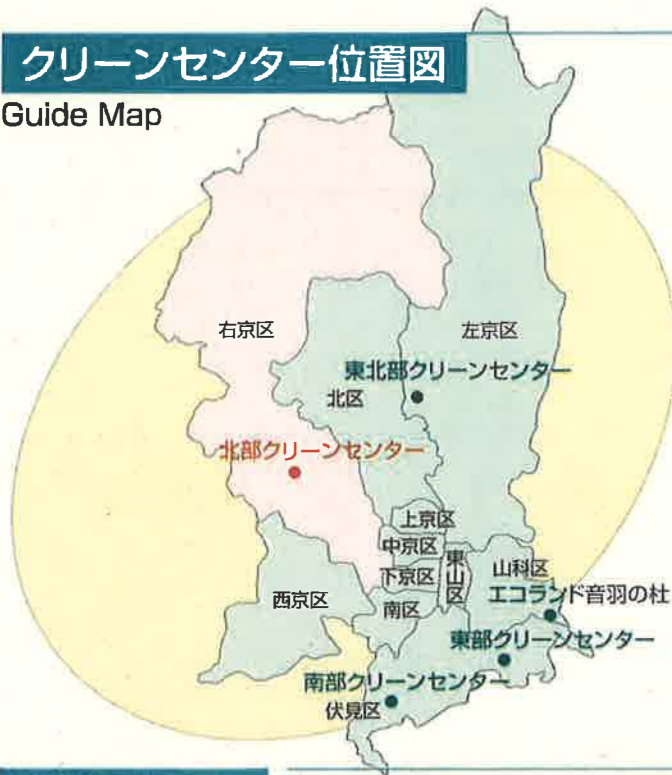 クリーンセンター位置図
Guide Map
右京区
左京区
東北部クリーンセンター
北区
北部クリーンセンター
上京区
中京区
東山区
下京区
山科区
西京区
南区
エコランド音羽の杜
東部クリーンセンター
南部クリーンセンター
伏見区